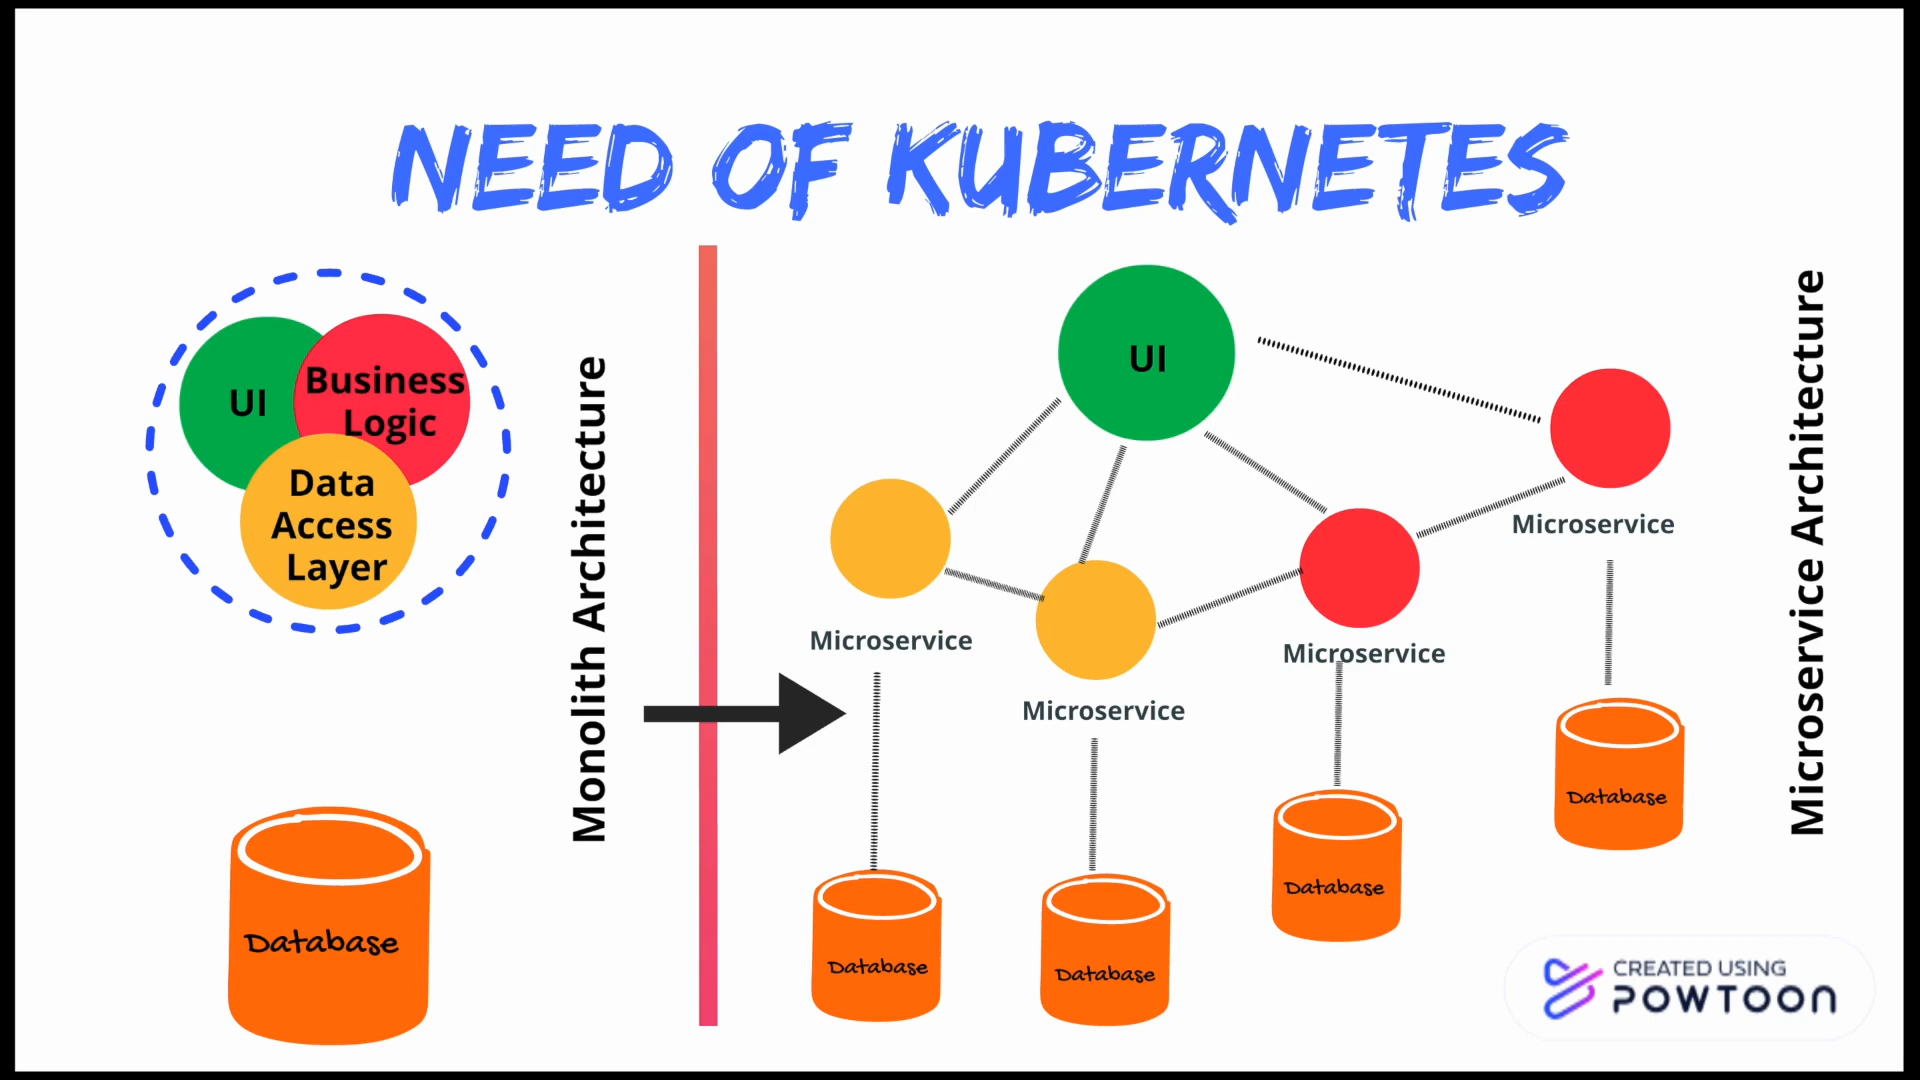 NEED OF KUBERNETES
UI
Business
Logic
Data
Access
Layer
Database
Monolith Architecture
UI
Microservice
Microservice
Microservice
Microservice
Database
Database
Database
Database
Microservice Architecture
CREATED USING
POWTOON